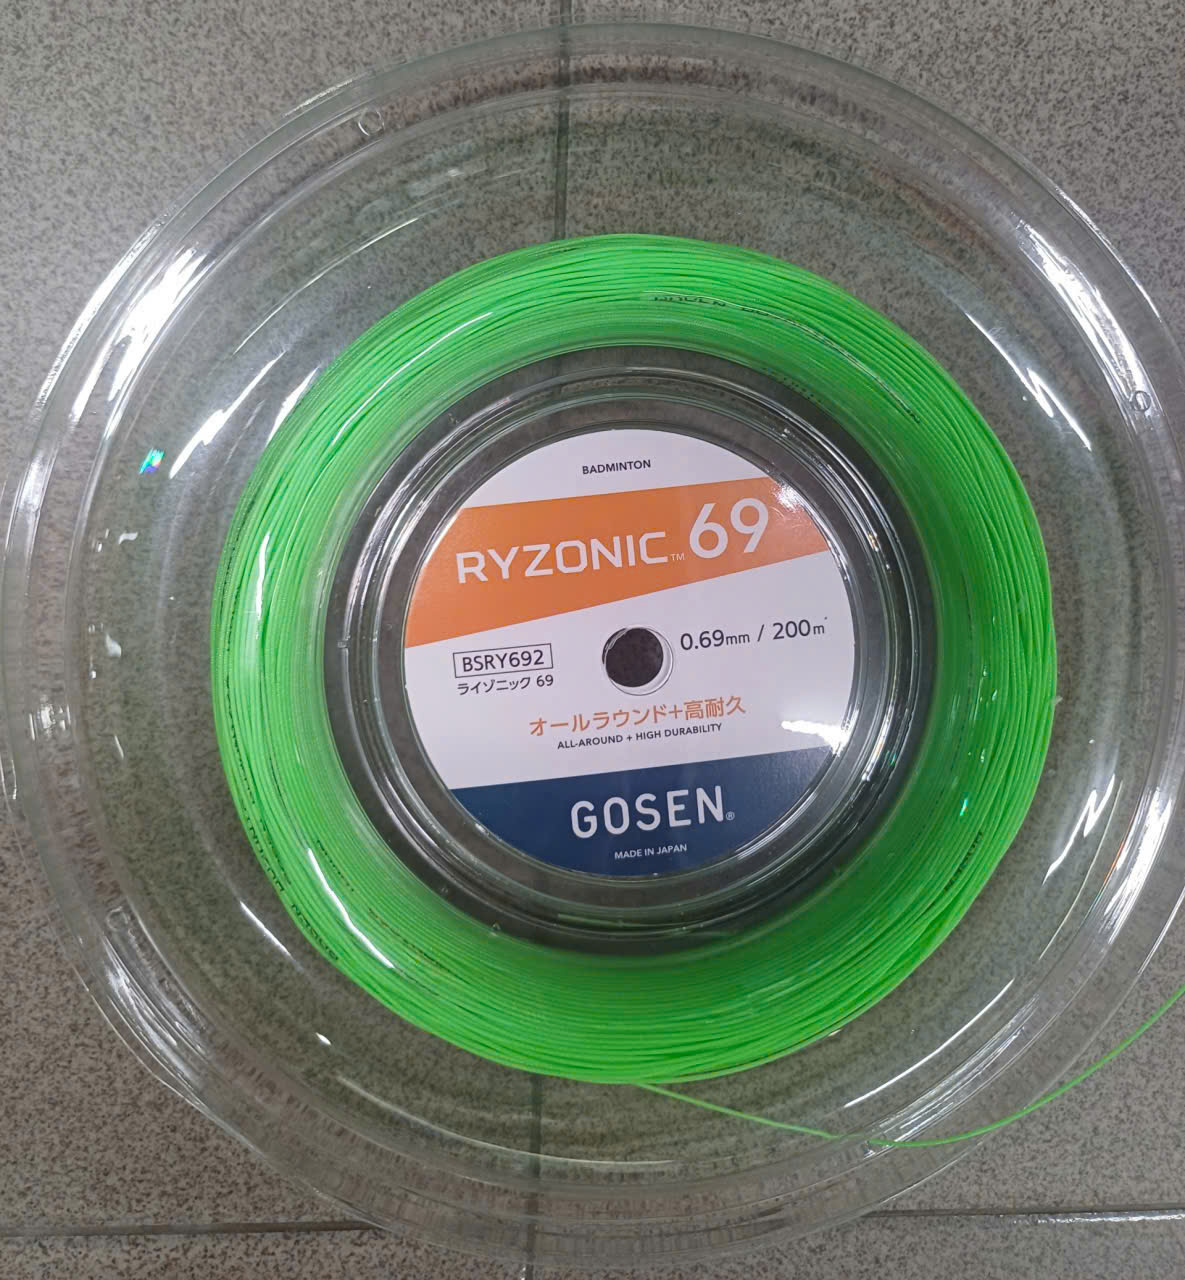 BADMINTON
RYZONIC™ 69
BSRY692
ライゾニック 69
0.69mm / 200m
オールラウンド+高耐久
ALL-AROUND + HIGH DURABILITY
GOSEN®
MADE IN JAPAN
GOSEN